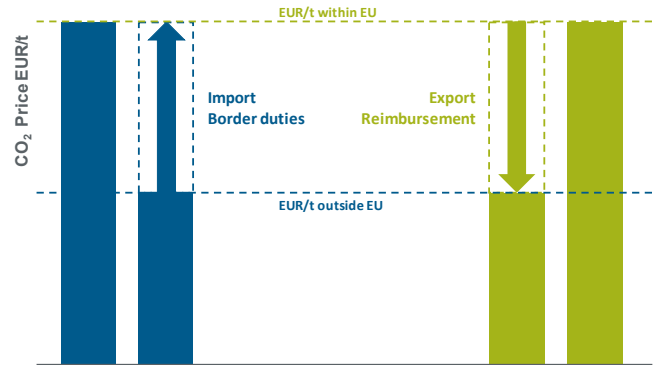 EUR/t within EU
CO₂ Price EUR/t
Import
Border duties
Export
Reimbursement
EUR/t outside EU